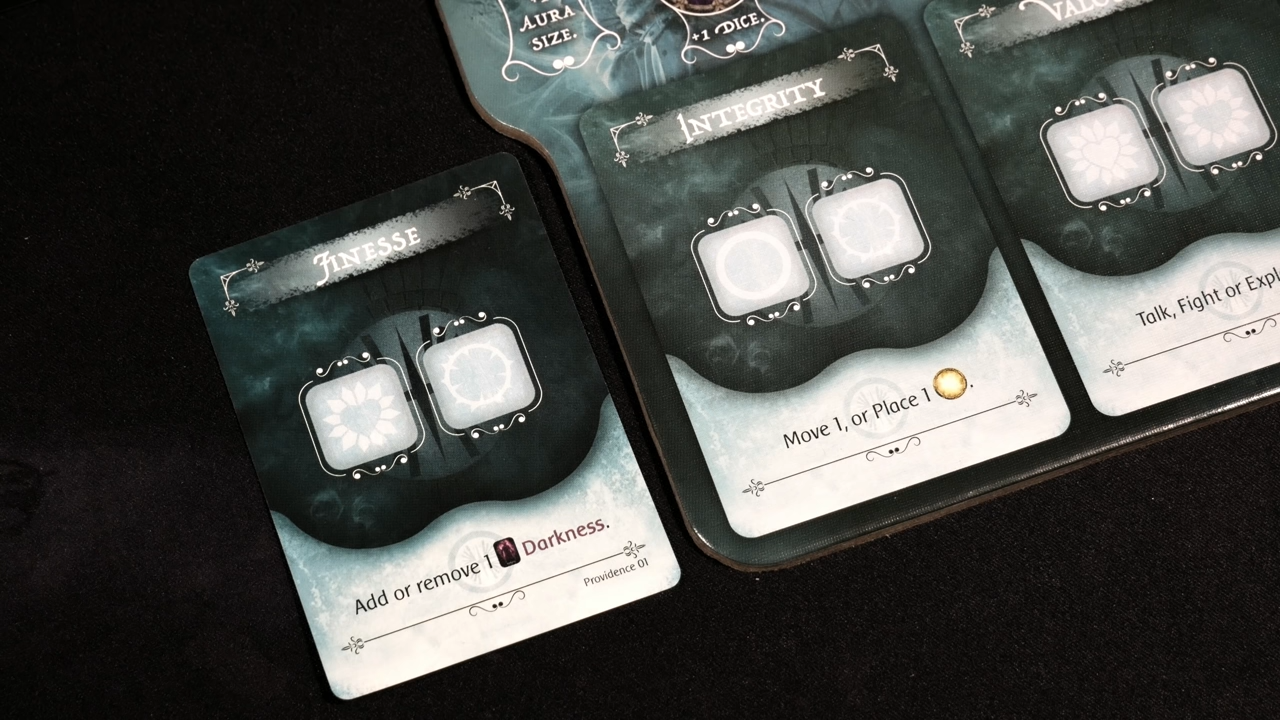 AURA
SIZE.
+1 DICE.
FINESSE
Add or remove 1 Darkness.
Providence 01
INTEGRITY
Move 1, or Place 1 .
Talk, Fight or